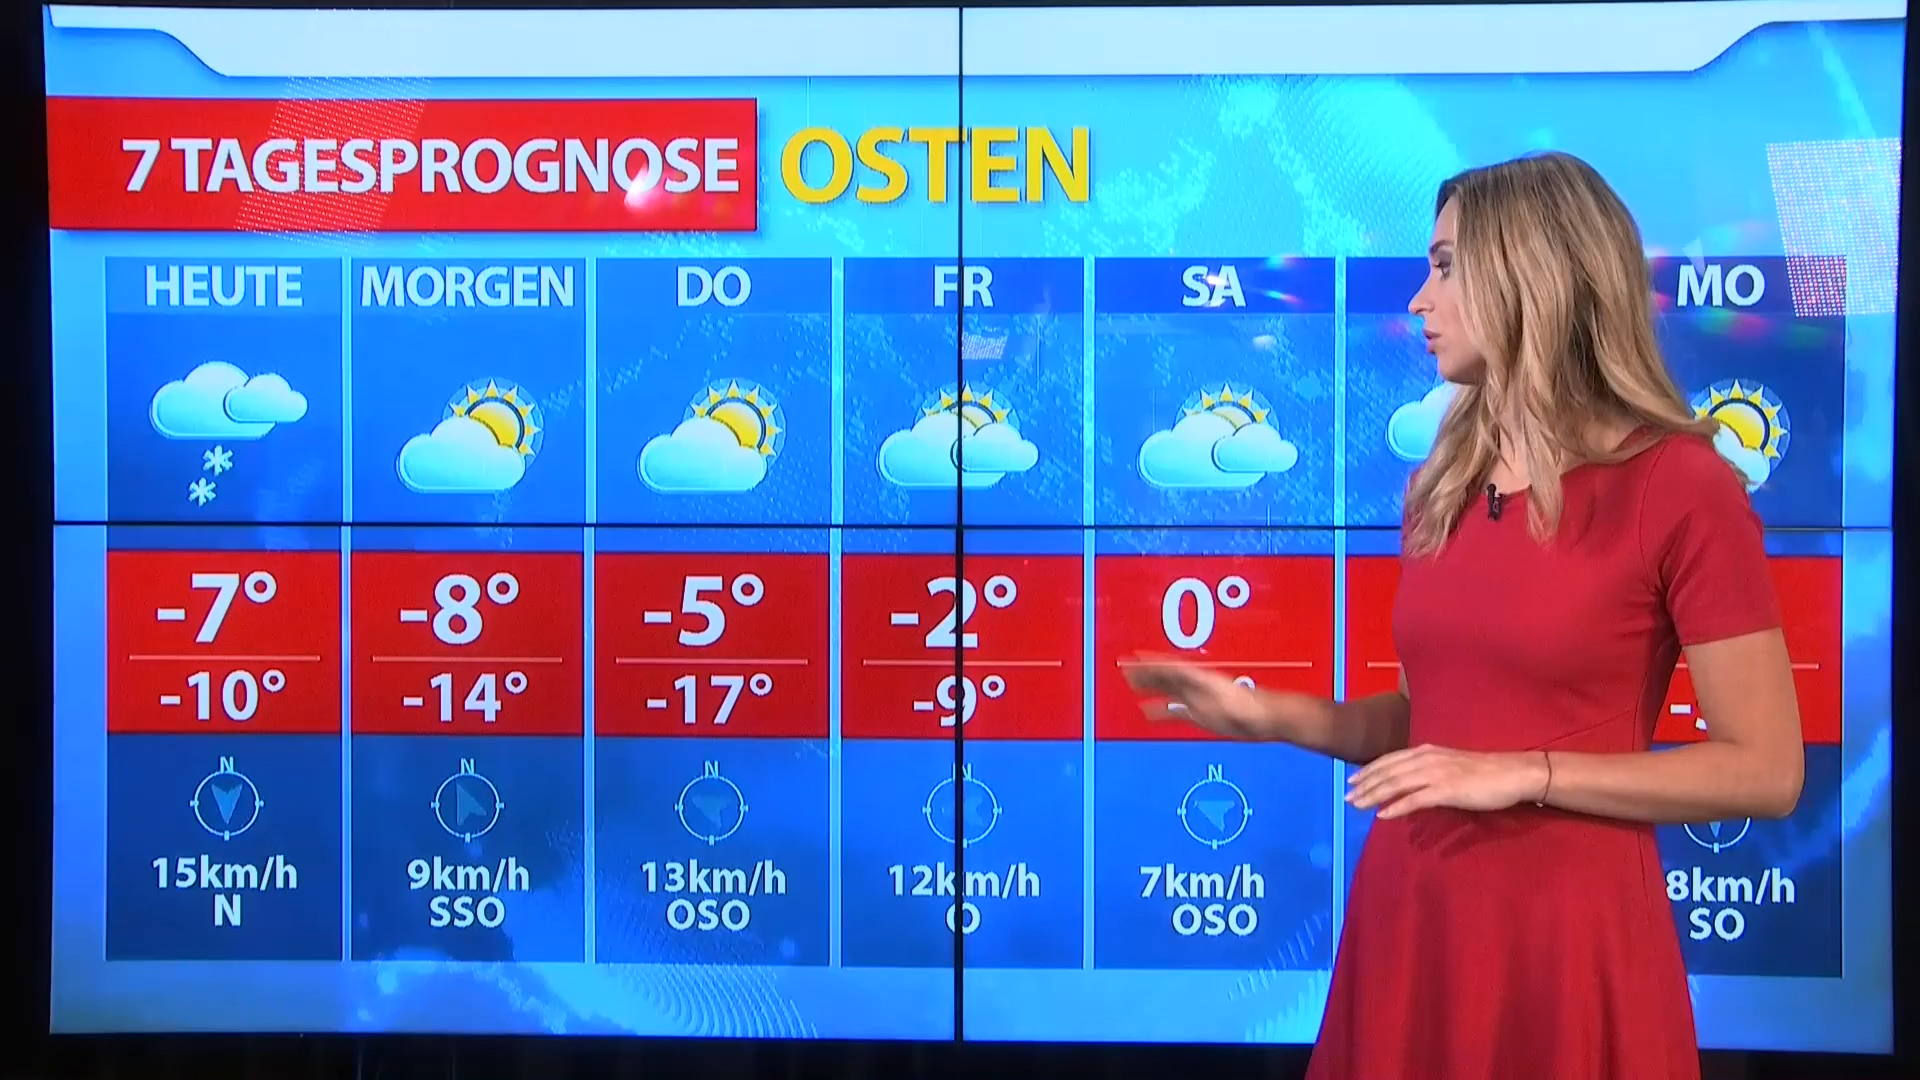 7 TAGESPROGNOSE OSTEN
HEUTE MORGEN DO FR SA MO
-7° -8° -5° -2° 0°
-10° -14° -17° -9°
N N N N N
15km/h 9km/h 13km/h 12km/h 7km/h 8km/h
N SSO OSO O OSO SO